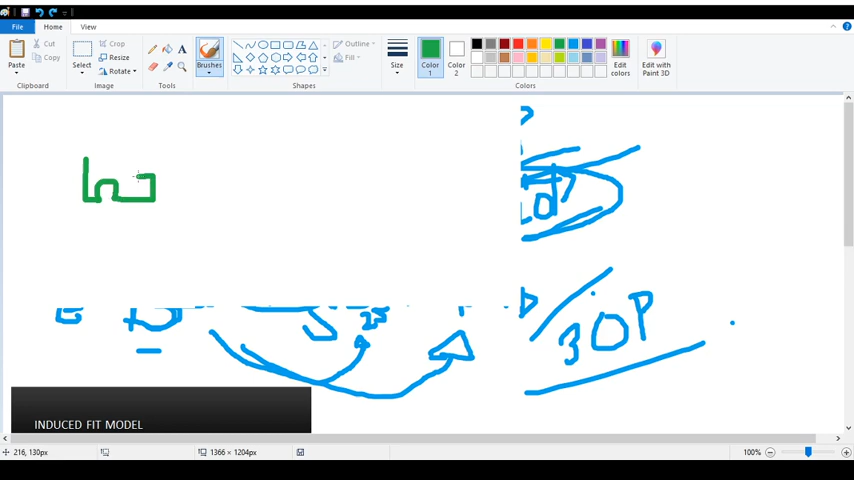 File Home View
Cut Copy Paste Clipboard
Crop Resize Rotate Select Image
Tools
Brushes
Shapes
Outline Fill
Size
Color 1 Color 2
Edit colors
Edit with Paint 3D
Colors
30P
INDUCED FIT MODEL
216, 130px 1366 × 1204px 100%